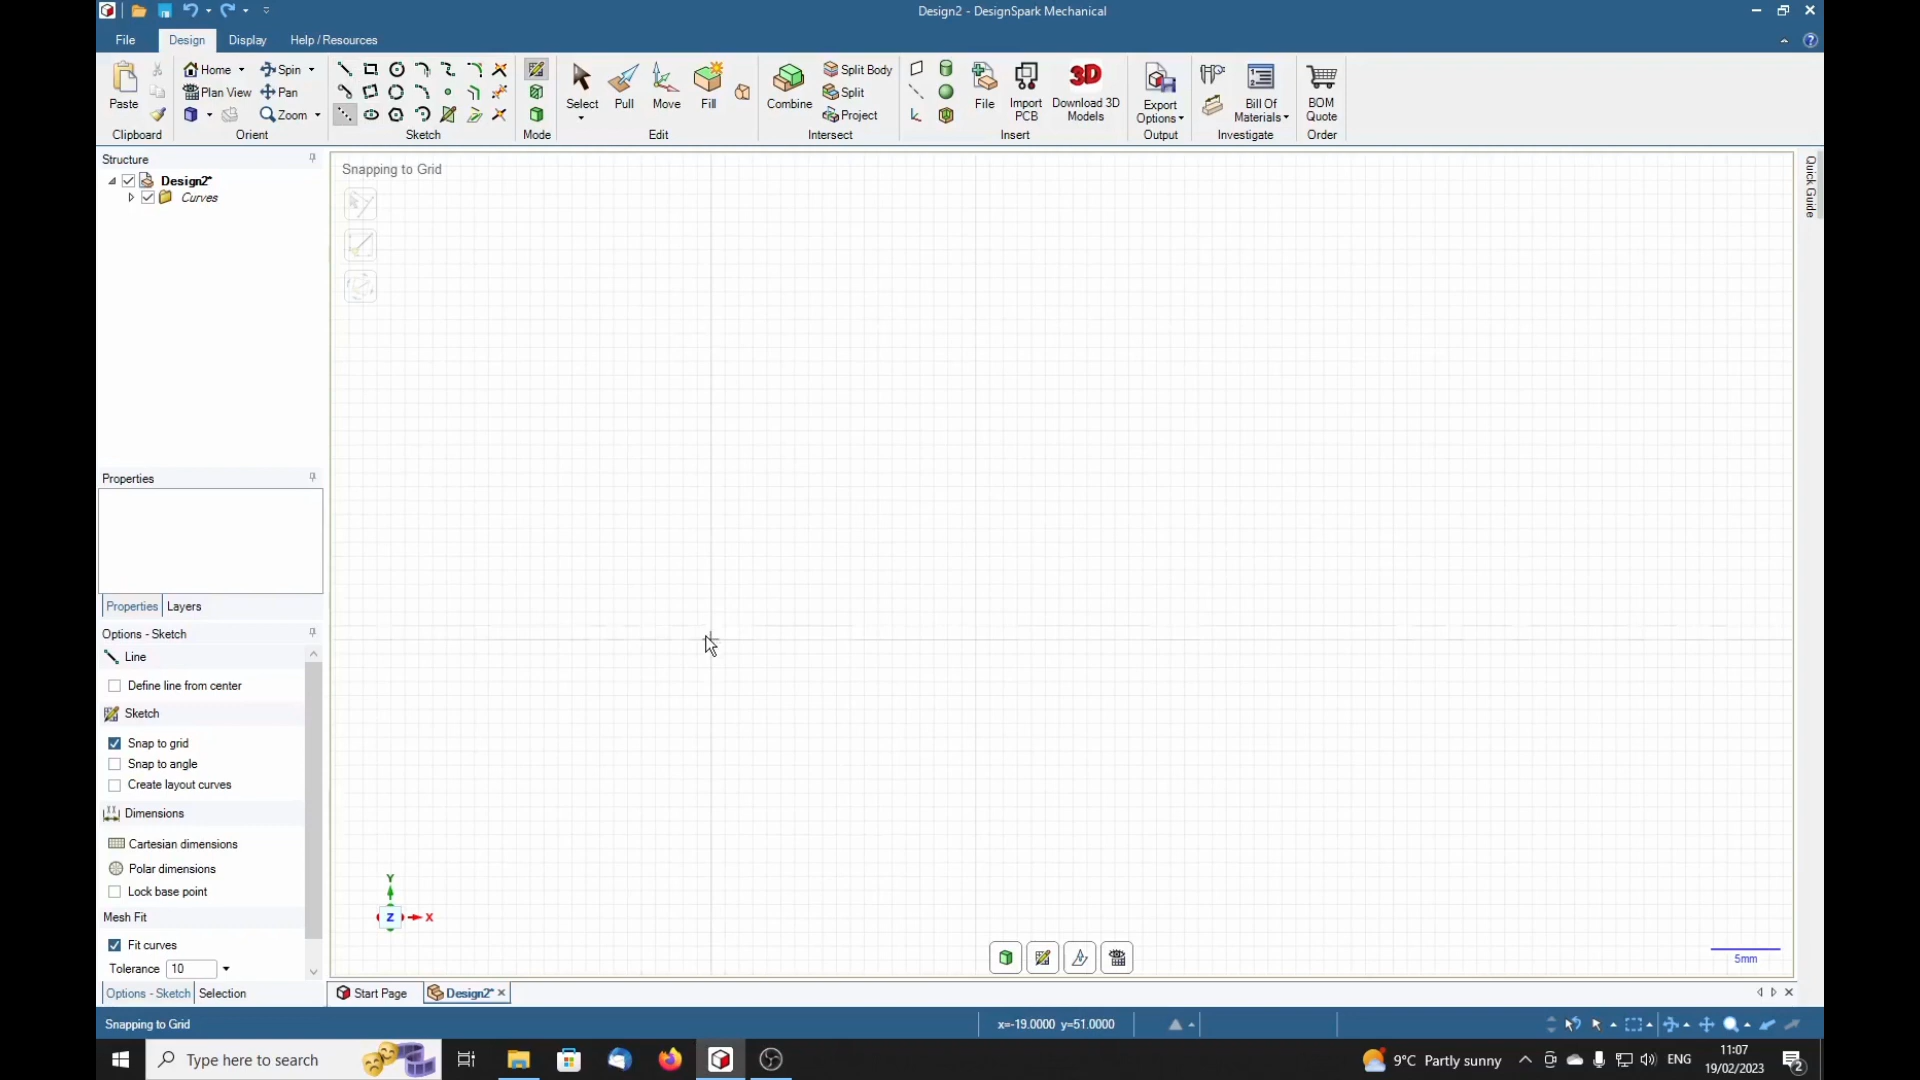 Design2 - DesignSpark Mechanical
File
Design
Display
Help / Resources
Paste
Clipboard
Home
Spin
Plan View
Pan
Zoom
Orient
Sketch
Mode
Select
Pull
Move
Fill
Edit
Combine
Split Body
Split
Project
Intersect
File
Import PCB
3D
Download 3D Models
Insert
Export Options
Output
Bill Of Materials
Investigate
BOM Quote
Order
Structure
Design2*
Curves
Properties
Properties
Layers
Options - Sketch
Line
Define line from center
Sketch
Snap to grid
Snap to angle
Create layout curves
Dimensions
Cartesian dimensions
Polar dimensions
Lock base point
Mesh Fit
Fit curves
Tolerance 10
Options - Sketch
Selection
Snapping to Grid
Y
Z
X
5mm
Quick Guide
Start Page
Design2*
Snapping to Grid
x=-19.0000 y=51.0000
Type here to search
9°C Partly sunny
ENG
11:07
19/02/2023
2